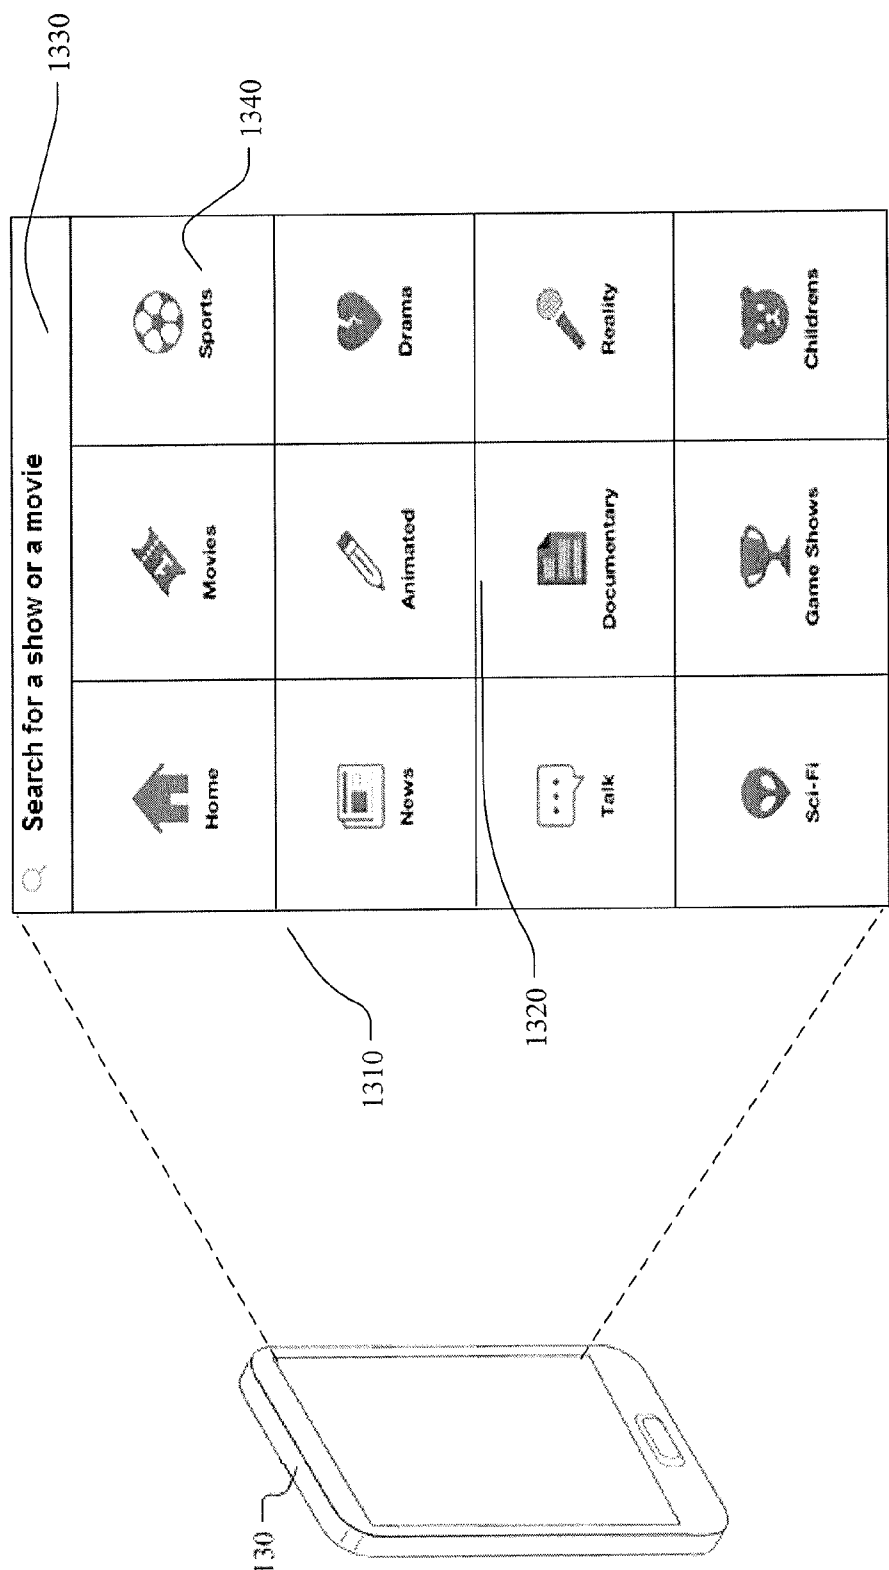 130
1310
1320
1330
1340
Search for a show or a movie
Home
Movies
Sports
News
Animated
Drama
Talk
Documentary
Reality
Sci-Fi
Game Shows
Childrens